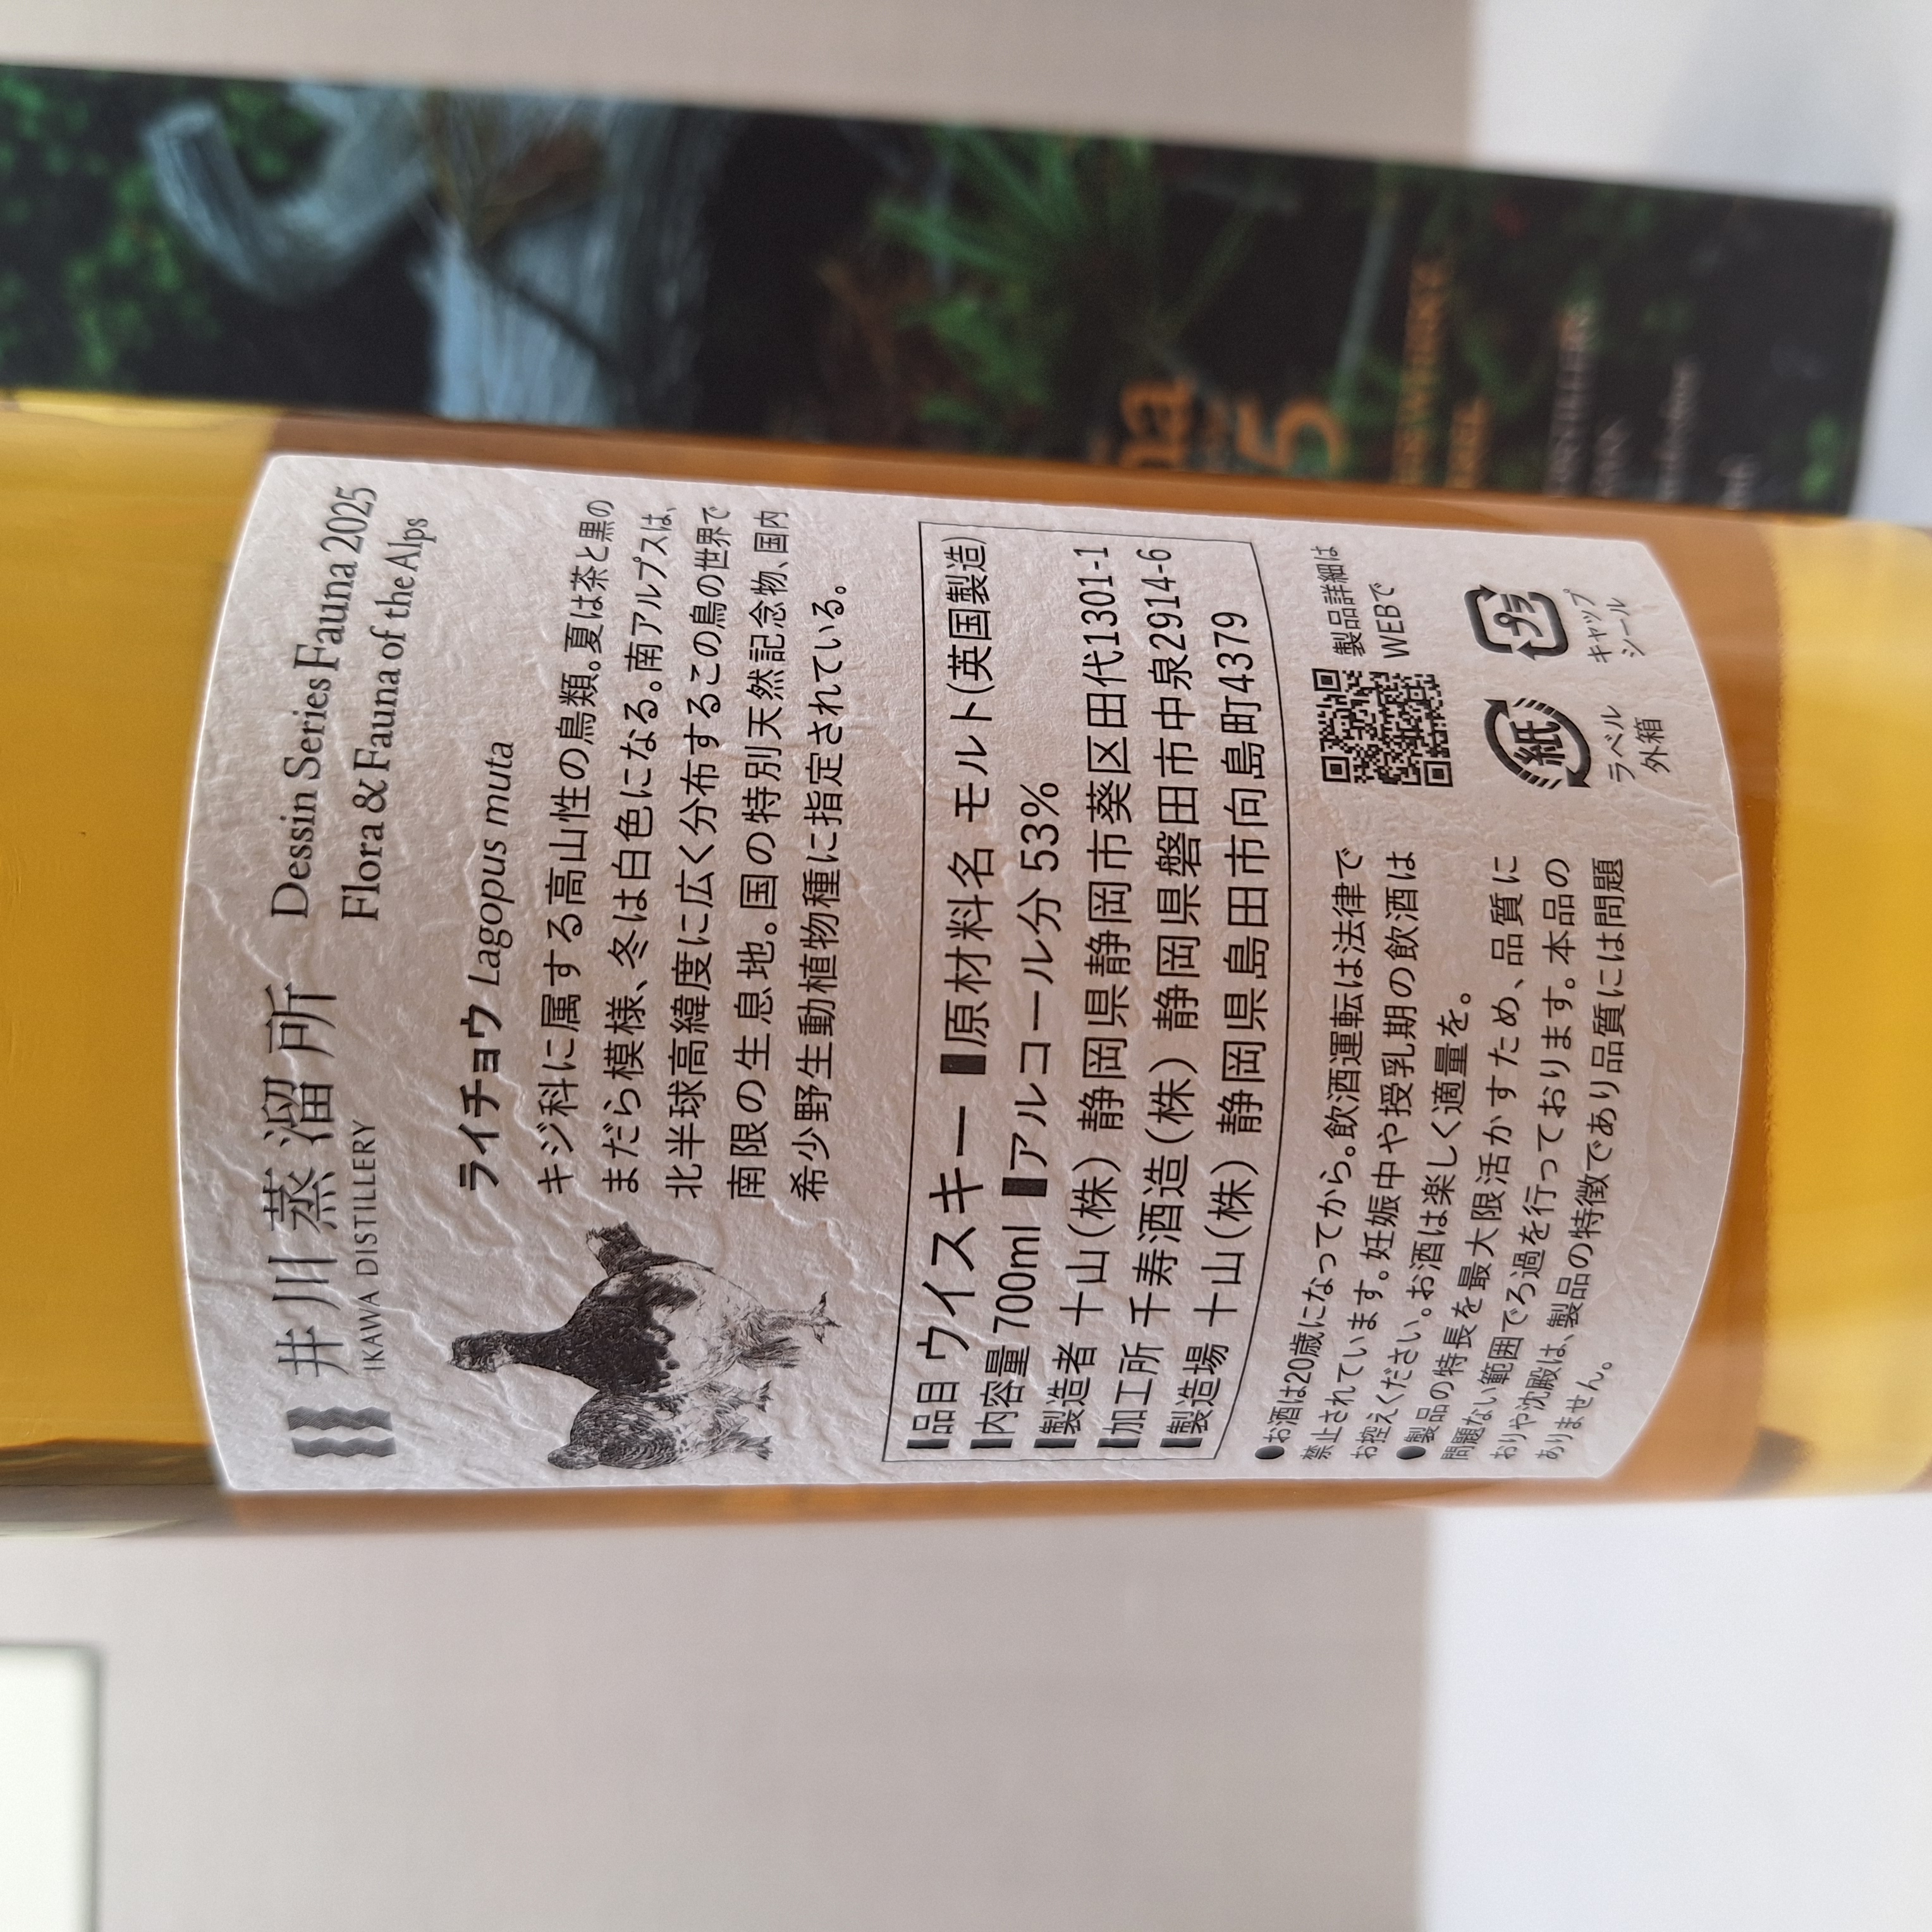 井川蒸溜所
IKAWA DISTILLERY
Dessin Series Fauna 2025
Flora & Fauna of the Alps
ライチョウ Lagopus muta
キジ科に属する高山性の鳥類。夏は茶と黒の
まだら模様、冬は白色になる。南アルプスは、
北半球高緯度に広く分布するこの鳥の世界で
南限の生息地。国の特別天然記念物、国内
希少野生動植物種に指定されている。
■品目 ウイスキー ■原材料名 モルト(英国製造)
■内容量 700ml ■アルコール分 53%
■製造者 十山(株) 静岡県静岡市葵区田代1301-1
■加工所 千寿酒造(株) 静岡県磐田市中泉2914-6
■製造場 十山(株) 静岡県島田市向島町4379
●お酒は20歳になってから。飲酒運転は法律で
禁止されています。妊娠中や授乳期の飲酒は
お控えください。お酒は楽しく適量を。
●製品の特長を最大限活かすため、品質に
問題ない範囲でろ過を行っております。本品の
おりや沈殿は、製品の特徴であり品質には問題
ありません。
製品詳細は
WEBで
紙
ラベル
外箱
プラ
キャップ
シール
na
5